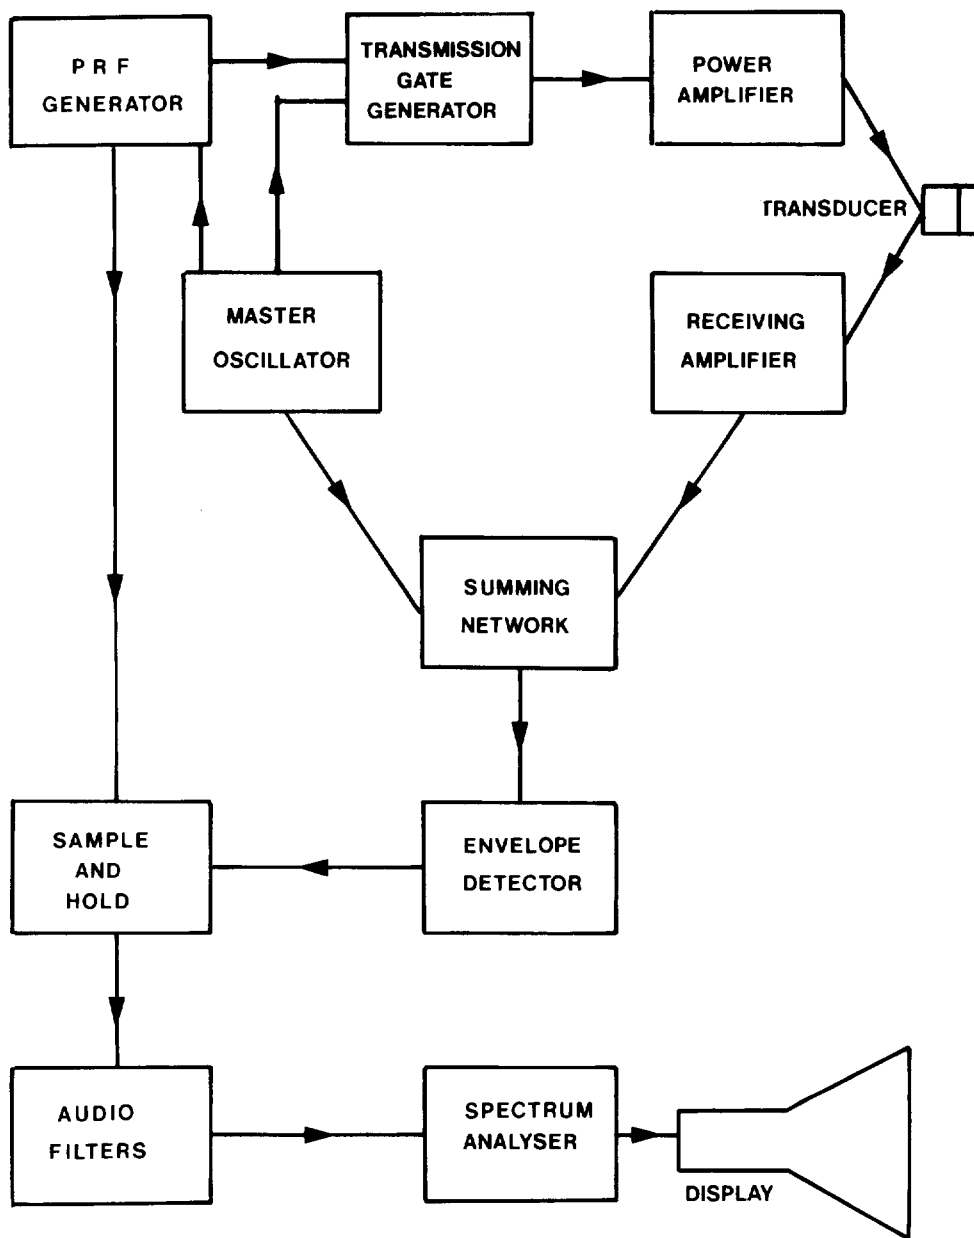 PRF
GENERATOR
TRANSMISSION
GATE
GENERATOR
POWER
AMPLIFIER
TRANSDUCER
MASTER
OSCILLATOR
RECEIVING
AMPLIFIER
SUMMING
NETWORK
SAMPLE
AND
HOLD
ENVELOPE
DETECTOR
AUDIO
FILTERS
SPECTRUM
ANALYSER
DISPLAY